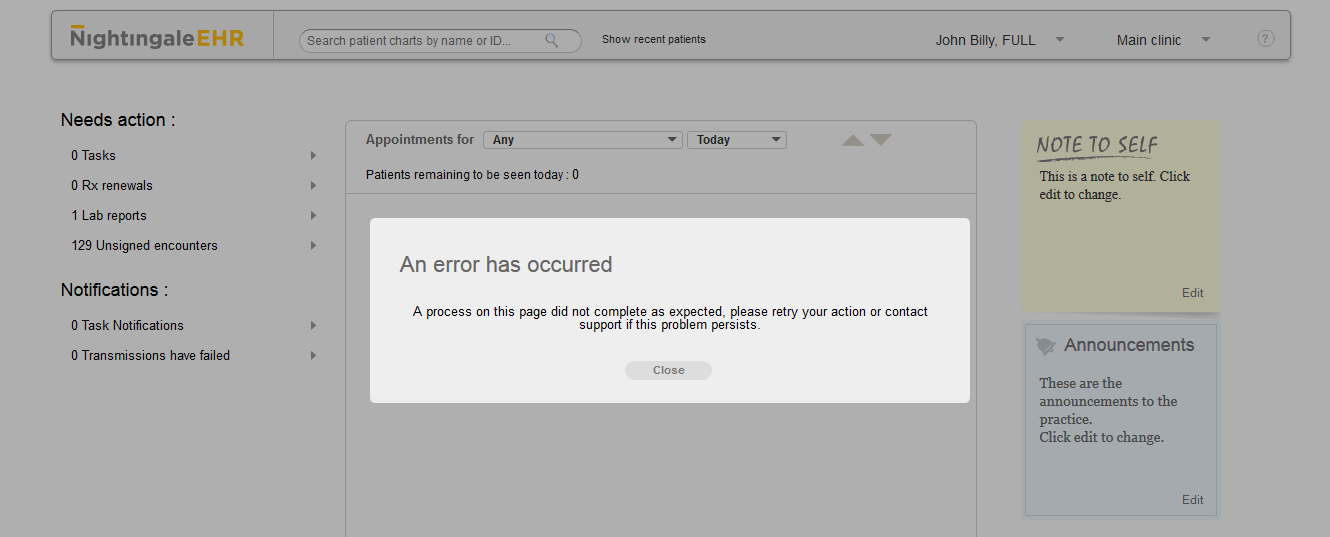 NightingaleEHR
Search patient charts by name or ID...
Show recent patients
John Billy, FULL
Main clinic
?
Needs action :
0 Tasks
0 Rx renewals
1 Lab reports
129 Unsigned encounters
Notifications :
0 Task Notifications
0 Transmissions have failed
Appointments for
Any
Today
Patients remaining to be seen today : 0
An error has occurred
A process on this page did not complete as expected, please retry your action or contact
support if this problem persists.
Close
NOTE TO SELF
This is a note to self. Click
edit to change.
Edit
Announcements
These are the
announcements to the
practice.
Click edit to change.
Edit